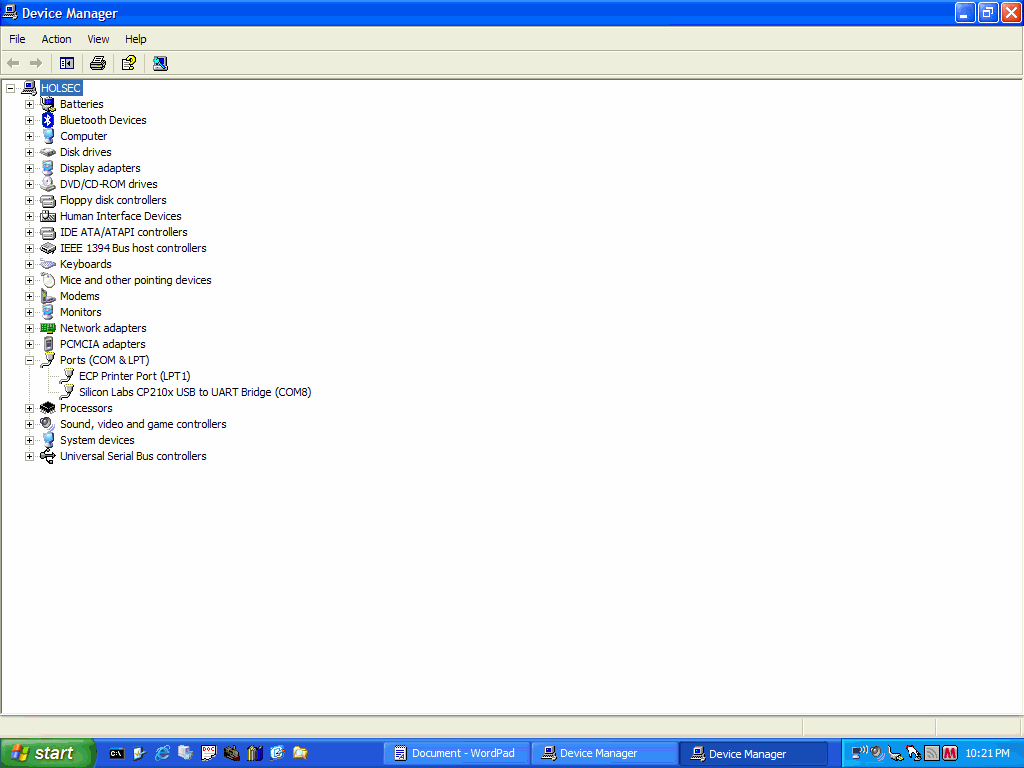 Device Manager
File Action View Help
HOLSEC
Batteries
Bluetooth Devices
Computer
Disk drives
Display adapters
DVD/CD-ROM drives
Floppy disk controllers
Human Interface Devices
IDE ATA/ATAPI controllers
IEEE 1394 Bus host controllers
Keyboards
Mice and other pointing devices
Modems
Monitors
Network adapters
PCMCIA adapters
Ports (COM & LPT)
ECP Printer Port (LPT1)
Silicon Labs CP210x USB to UART Bridge (COM8)
Processors
Sound, video and game controllers
System devices
Universal Serial Bus controllers
start Document - WordPad Device Manager Device Manager 10:21 PM